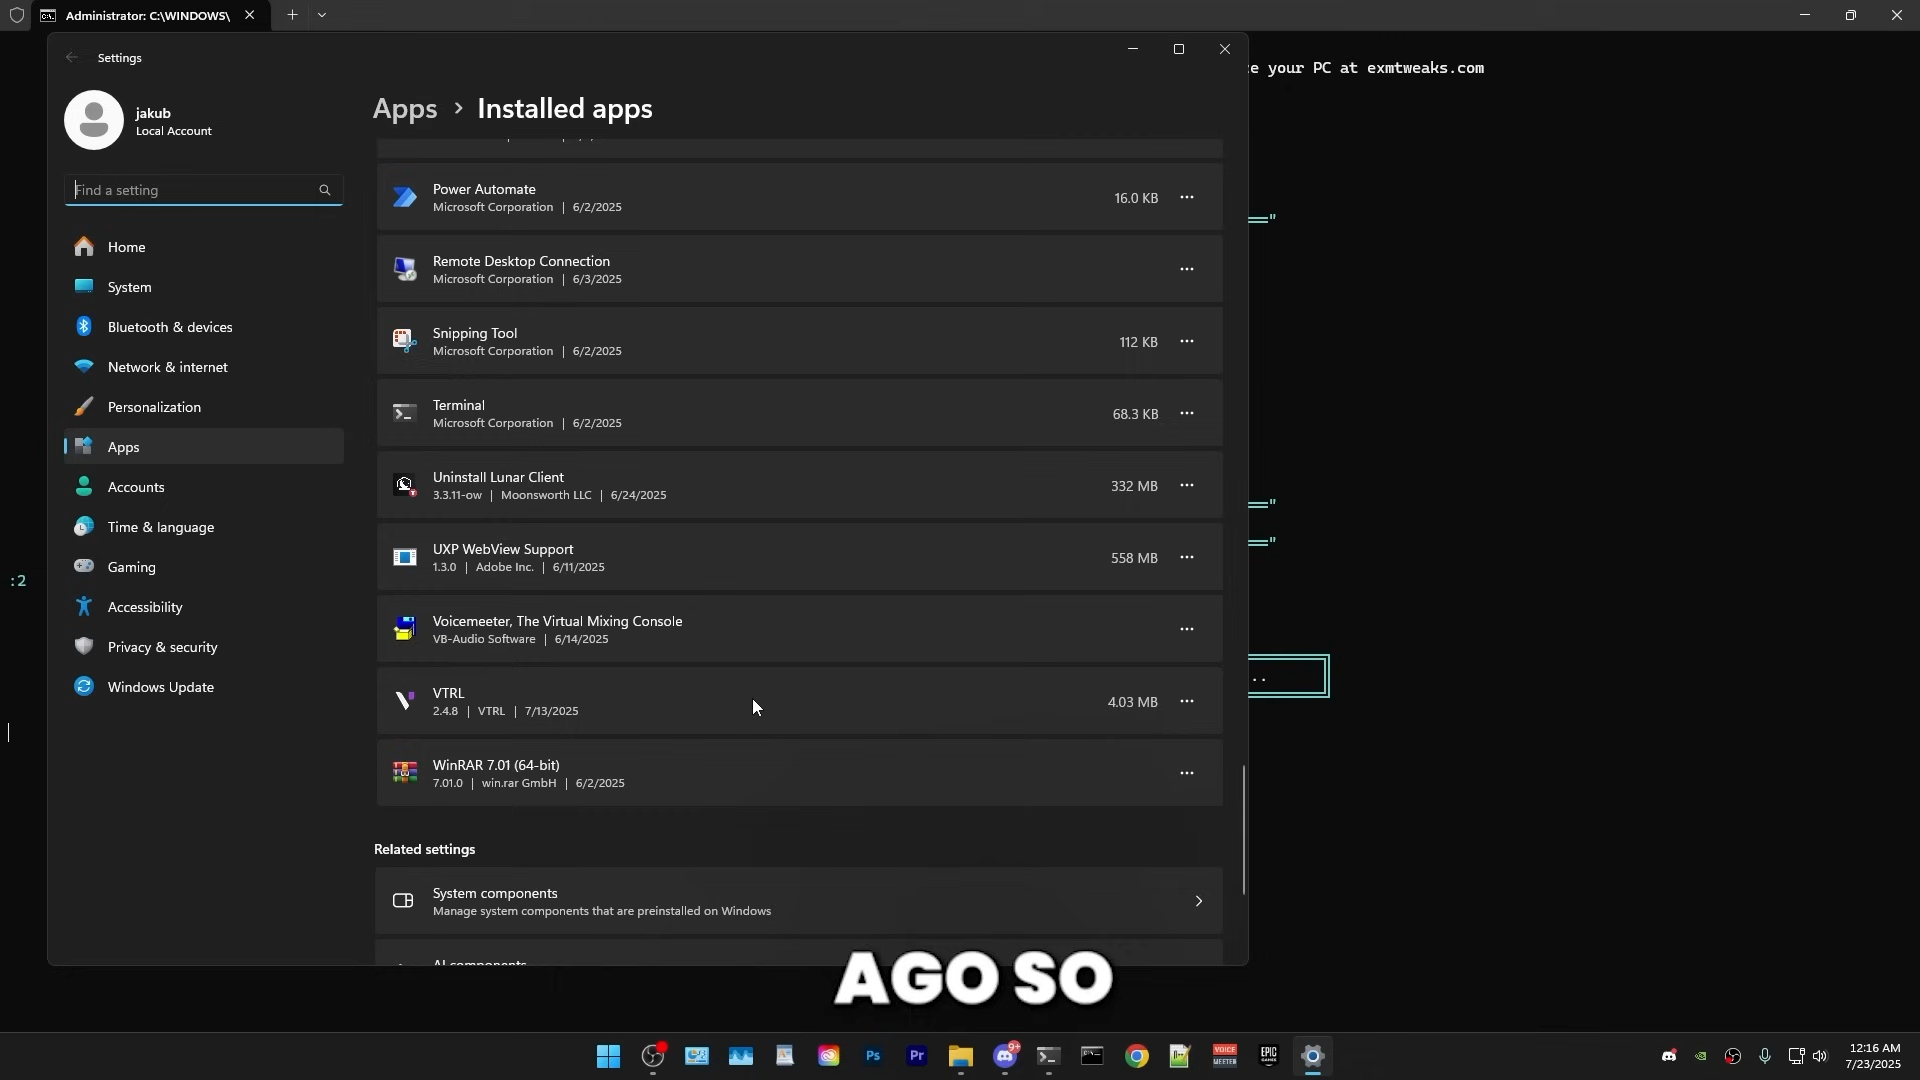 Administrator: C:\WINDOWS\
Settings
e your PC at exmtweaks.com
jakub
Local Account
Find a setting
Home
System
Bluetooth & devices
Network & internet
Personalization
Apps
Accounts
Time & language
Gaming
Accessibility
Privacy & security
Windows Update
Apps > Installed apps
Power Automate
Microsoft Corporation | 6/2/2025
16.0 KB
Remote Desktop Connection
Microsoft Corporation | 6/3/2025
Snipping Tool
Microsoft Corporation | 6/2/2025
112 KB
Terminal
Microsoft Corporation | 6/2/2025
68.3 KB
Uninstall Lunar Client
3.3.11-ow | Moonsworth LLC | 6/24/2025
332 MB
UXP WebView Support
1.3.0 | Adobe Inc. | 6/11/2025
558 MB
Voicemeeter, The Virtual Mixing Console
VB-Audio Software | 6/14/2025
VTRL
2.4.8 | VTRL | 7/13/2025
4.03 MB
WinRAR 7.01 (64-bit)
7.01.0 | win.rar GmbH | 6/2/2025
Related settings
System components
Manage system components that are preinstalled on Windows
AI components
=="
=="
=="
..
:2
AGO SO
Ps
Pr
9+
VOICE
MEETER
EPIC
GAMES
12:16 AM
7/23/2025